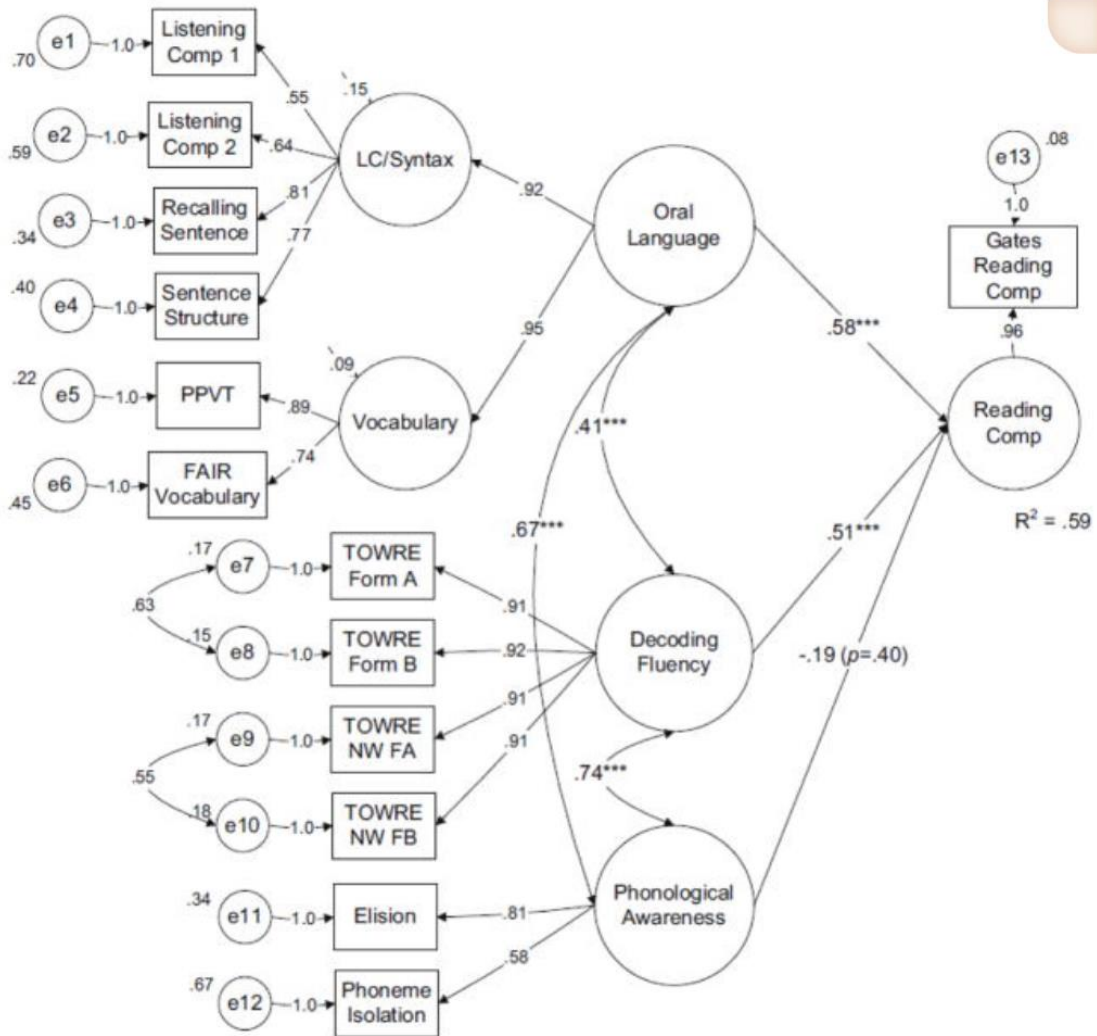 e1
.70
1.0
Listening
Comp 1
.55
e2
.59
1.0
Listening
Comp 2
.64
e3
.34
1.0
Recalling
Sentence
.81
e4
.40
1.0
Sentence
Structure
.77
.15
LC/Syntax
.92
e5
.22
1.0
PPVT
.89
e6
.45
1.0
FAIR
Vocabulary
.74
.09
Vocabulary
.95
Oral
Language
.58***
.41***
.67***
e13
.08
1.0
Gates
Reading
Comp
.96
Reading
Comp
R² = .59
e7
.17
1.0
TOWRE
Form A
.91
.63
e8
.15
1.0
TOWRE
Form B
.92
e9
.17
1.0
TOWRE
NW FA
.91
.55
e10
.18
1.0
TOWRE
NW FB
.91
Decoding
Fluency
.51***
.74***
-.19 (p=.40)
e11
.34
1.0
Elision
.81
e12
.67
1.0
Phoneme
Isolation
.58
Phonological
Awareness